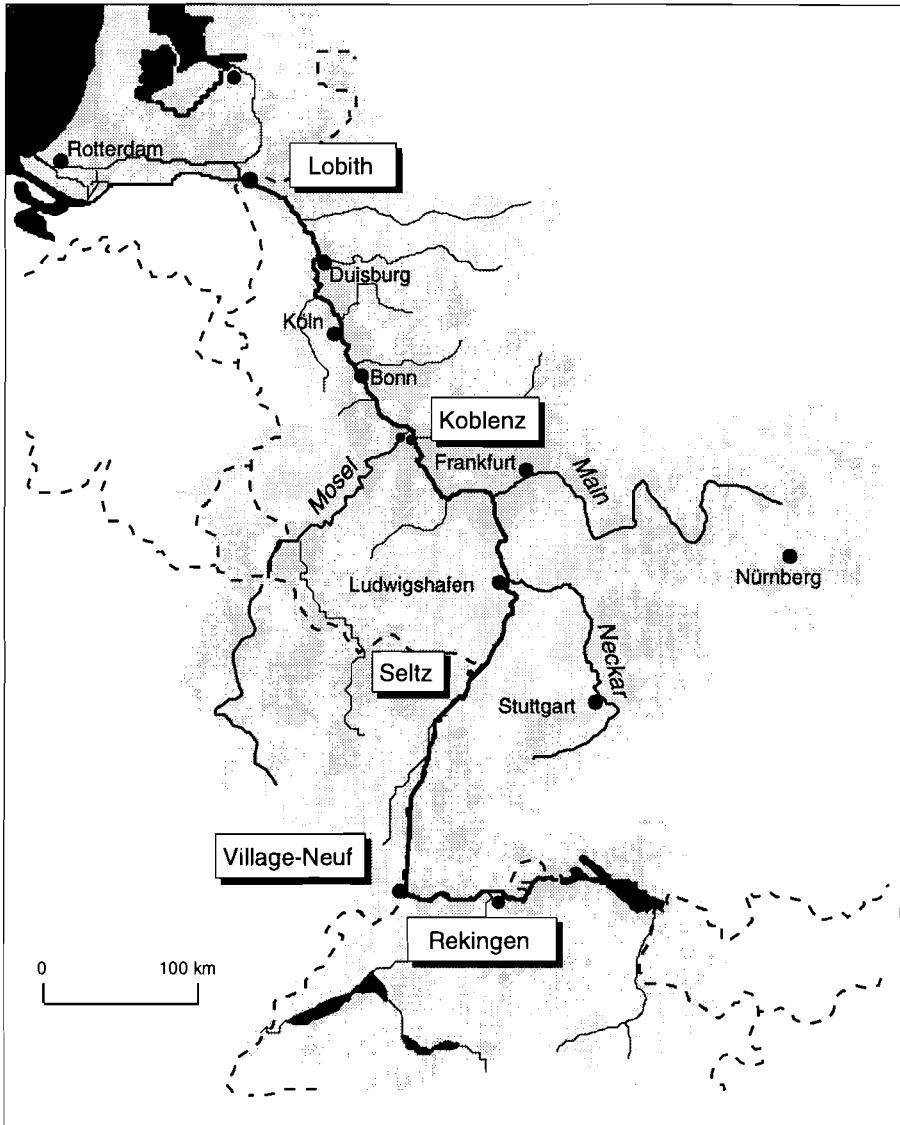 Rotterdam
Lobith
Duisburg
Köln
Bonn
Koblenz
Frankfurt
Main
Mosel
Nürnberg
Ludwigshafen
Neckar
Seltz
Stuttgart
Village-Neuf
Rekingen
0 100 km